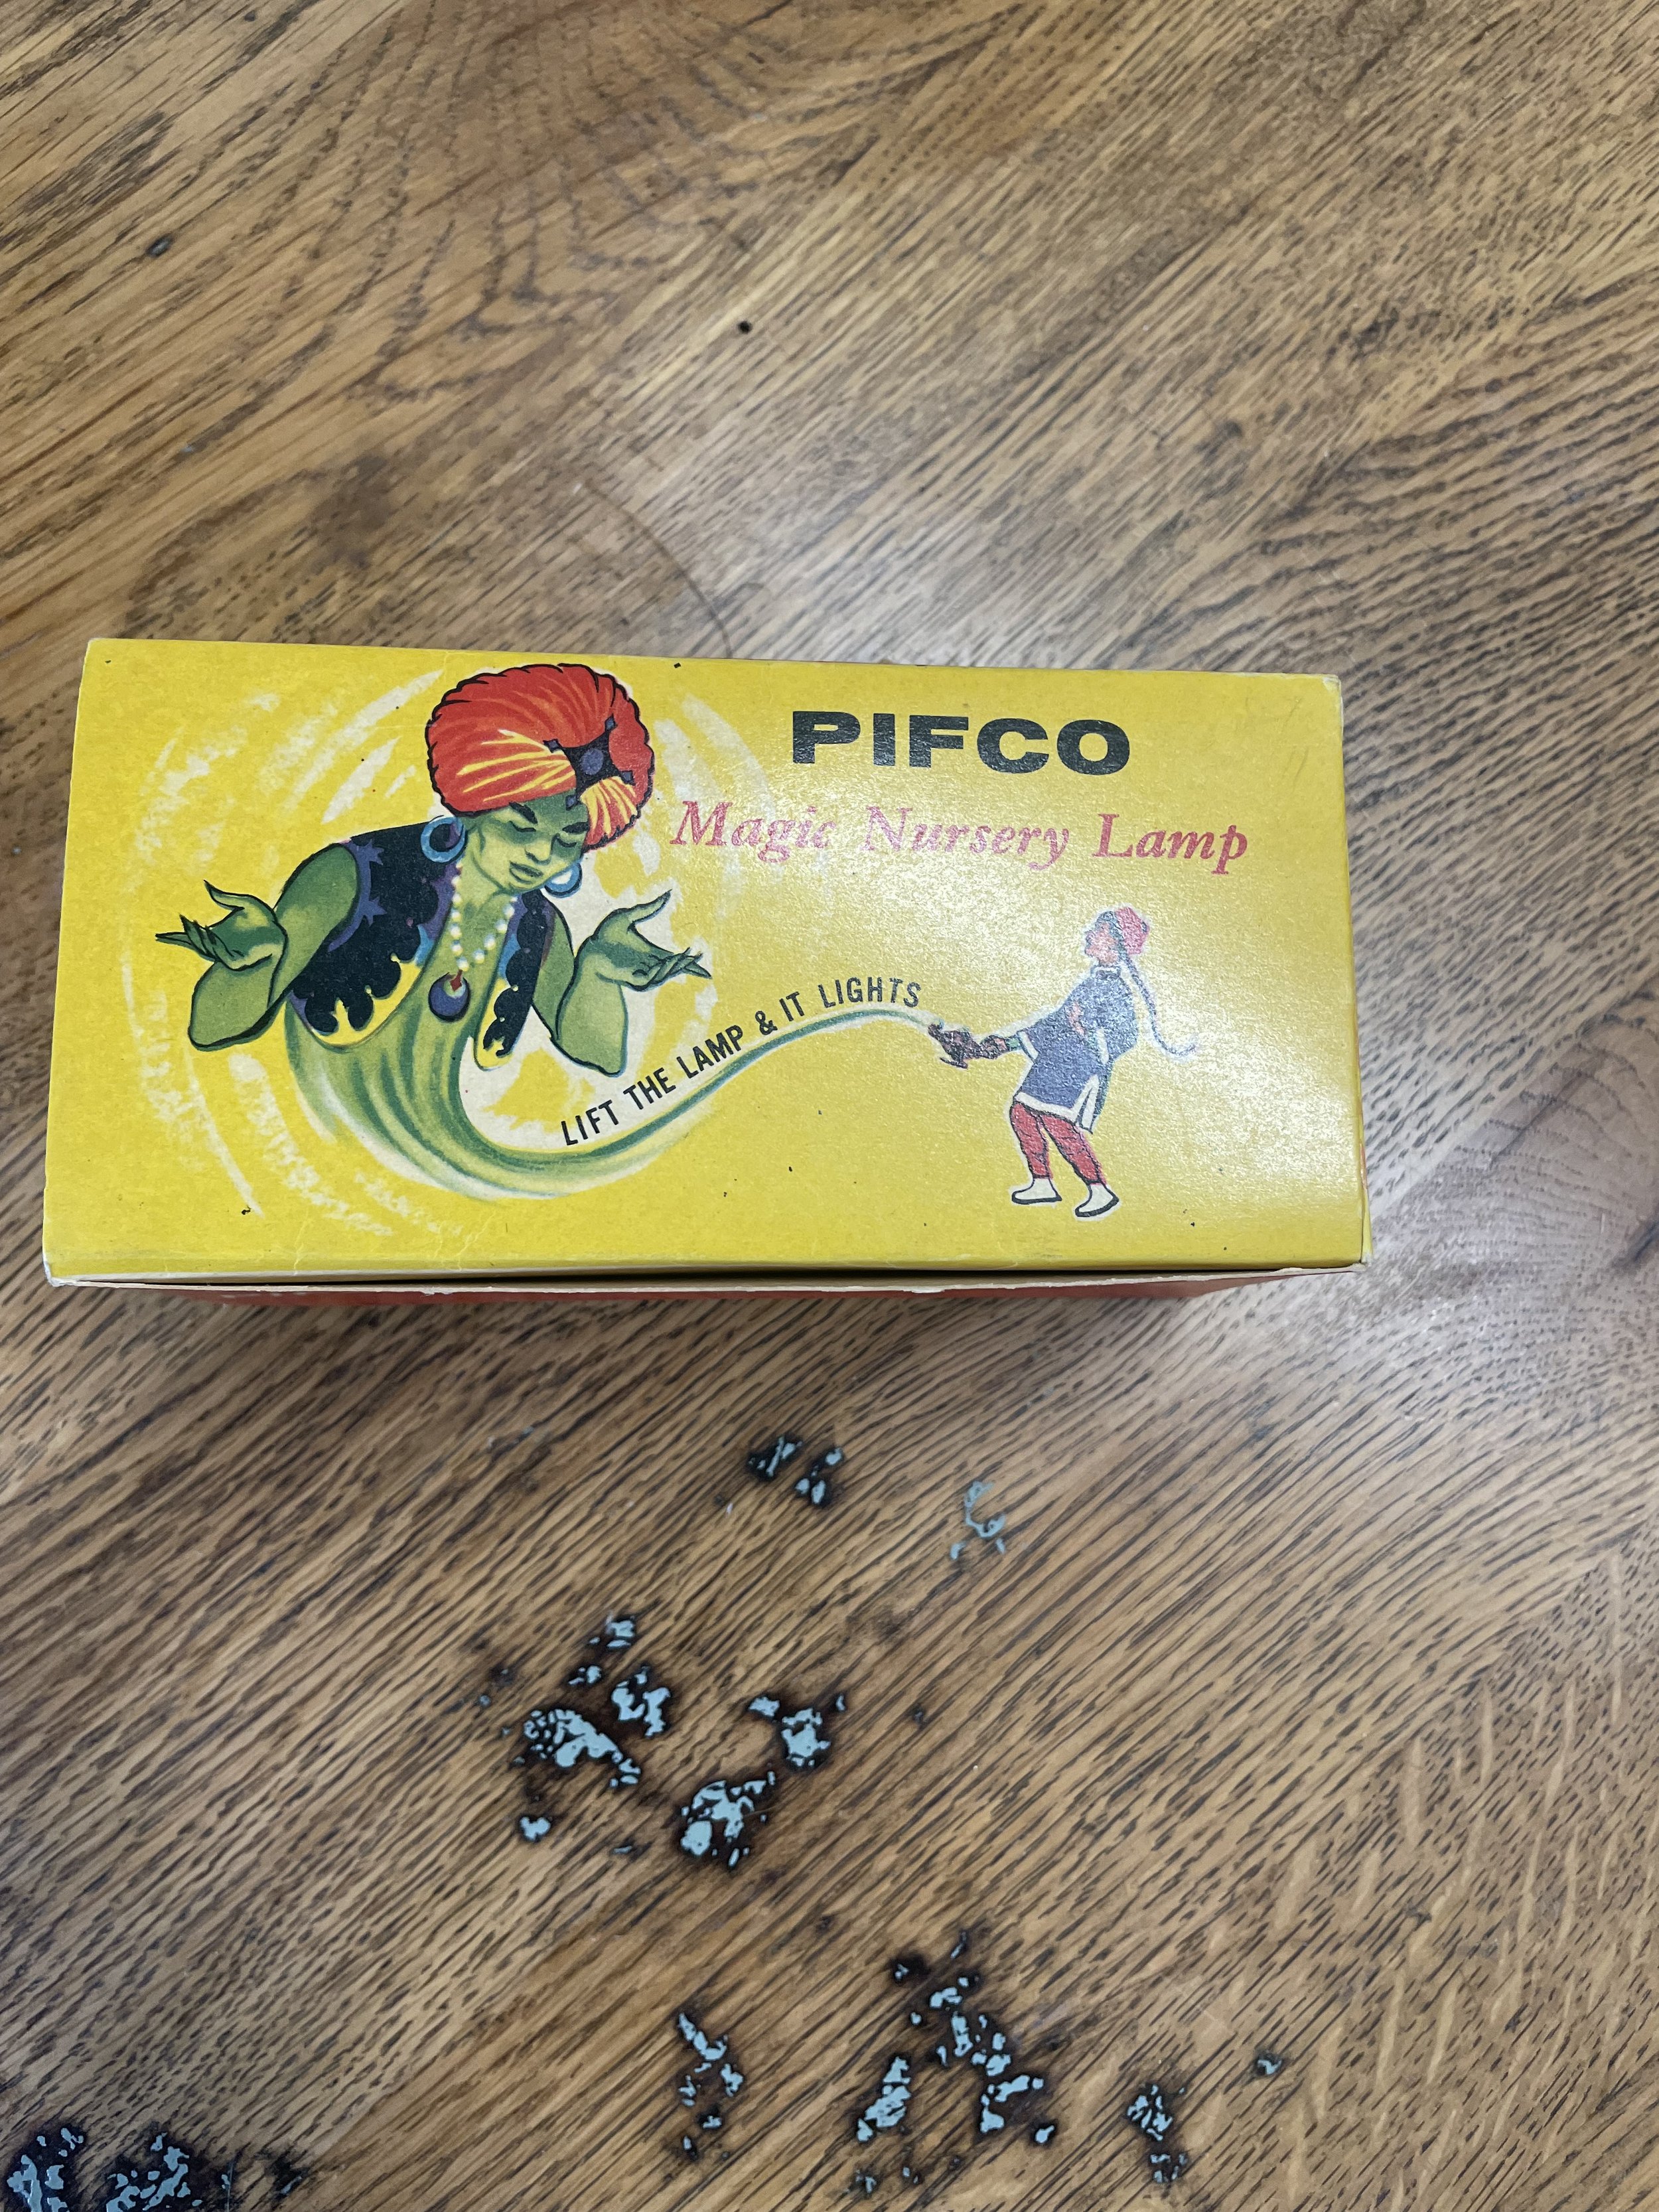 PIFCO
Magic Nursery Lamp
LIFT THE LAMP & IT LIGHTS